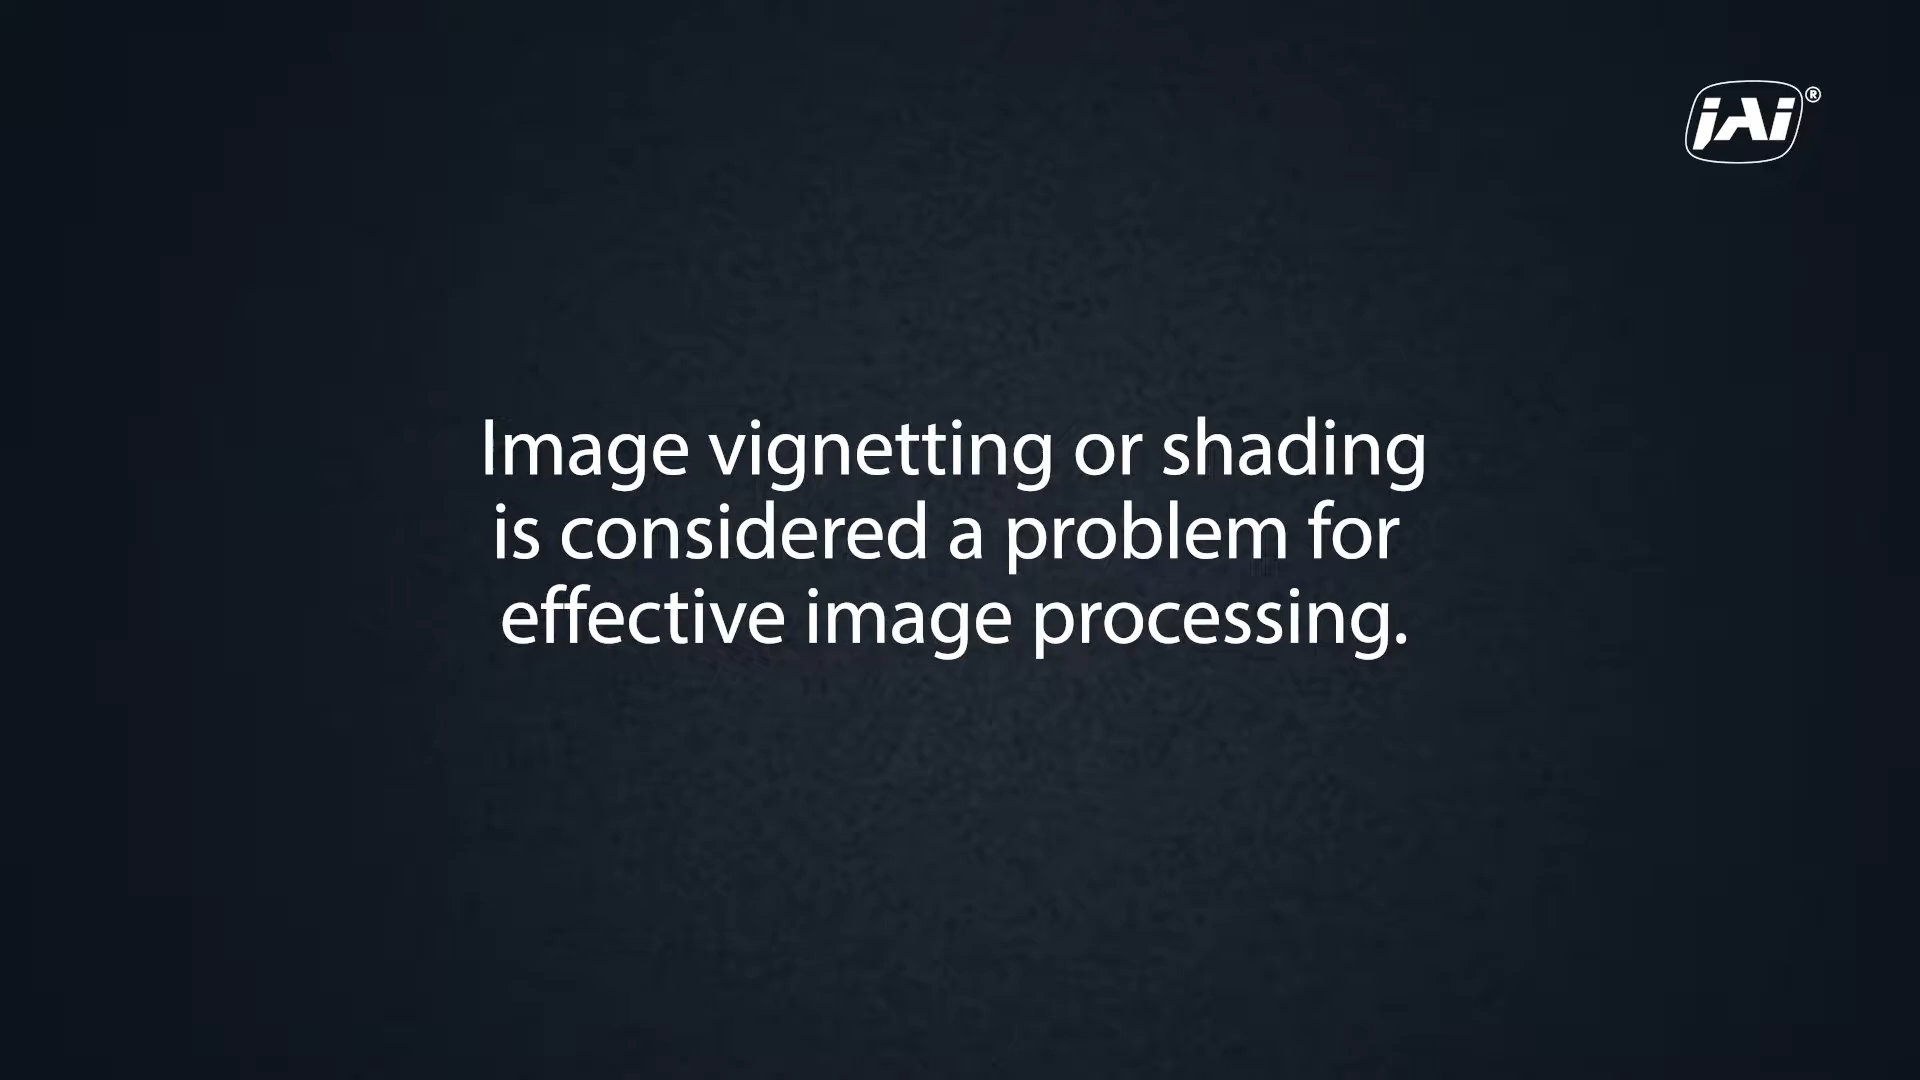 jAi®
Image vignetting or shading
is considered a problem for
effective image processing.